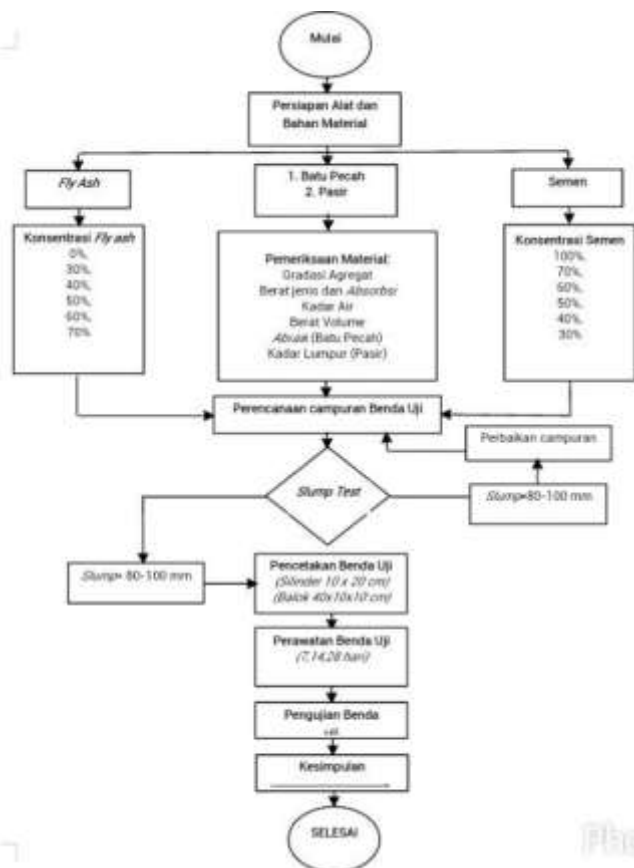 Mulai
Persiapan Alat dan
Bahan Material
Fly Ash
1. Batu Pecah
2. Pasir
Semen
Konsentrasi Fly ash
0%,
30%,
40%,
50%,
60%,
70%
Pemeriksaan Material:
Gradasi Agregat
Berat jenis dan Absorbsi
Kadar Air
Berat Volume
(Batu Pecah)
Kadar Lumpur (Pasir)
Konsentrasi Semen
100%,
70%,
60%,
50%,
40%,
30%
Perencanaan campuran Benda Uji
Perbaikan campuran
Slump Test
Slump≠80-100 mm
Slump= 80-100 mm
Pencetakan Benda Uji
(Silinder 10 x 20 cm)
(Balok 40x10x10 cm)
Perawatan Benda Uji
(7,14,28 hari)
Pengujian Benda
Kesimpulan
SELESAI